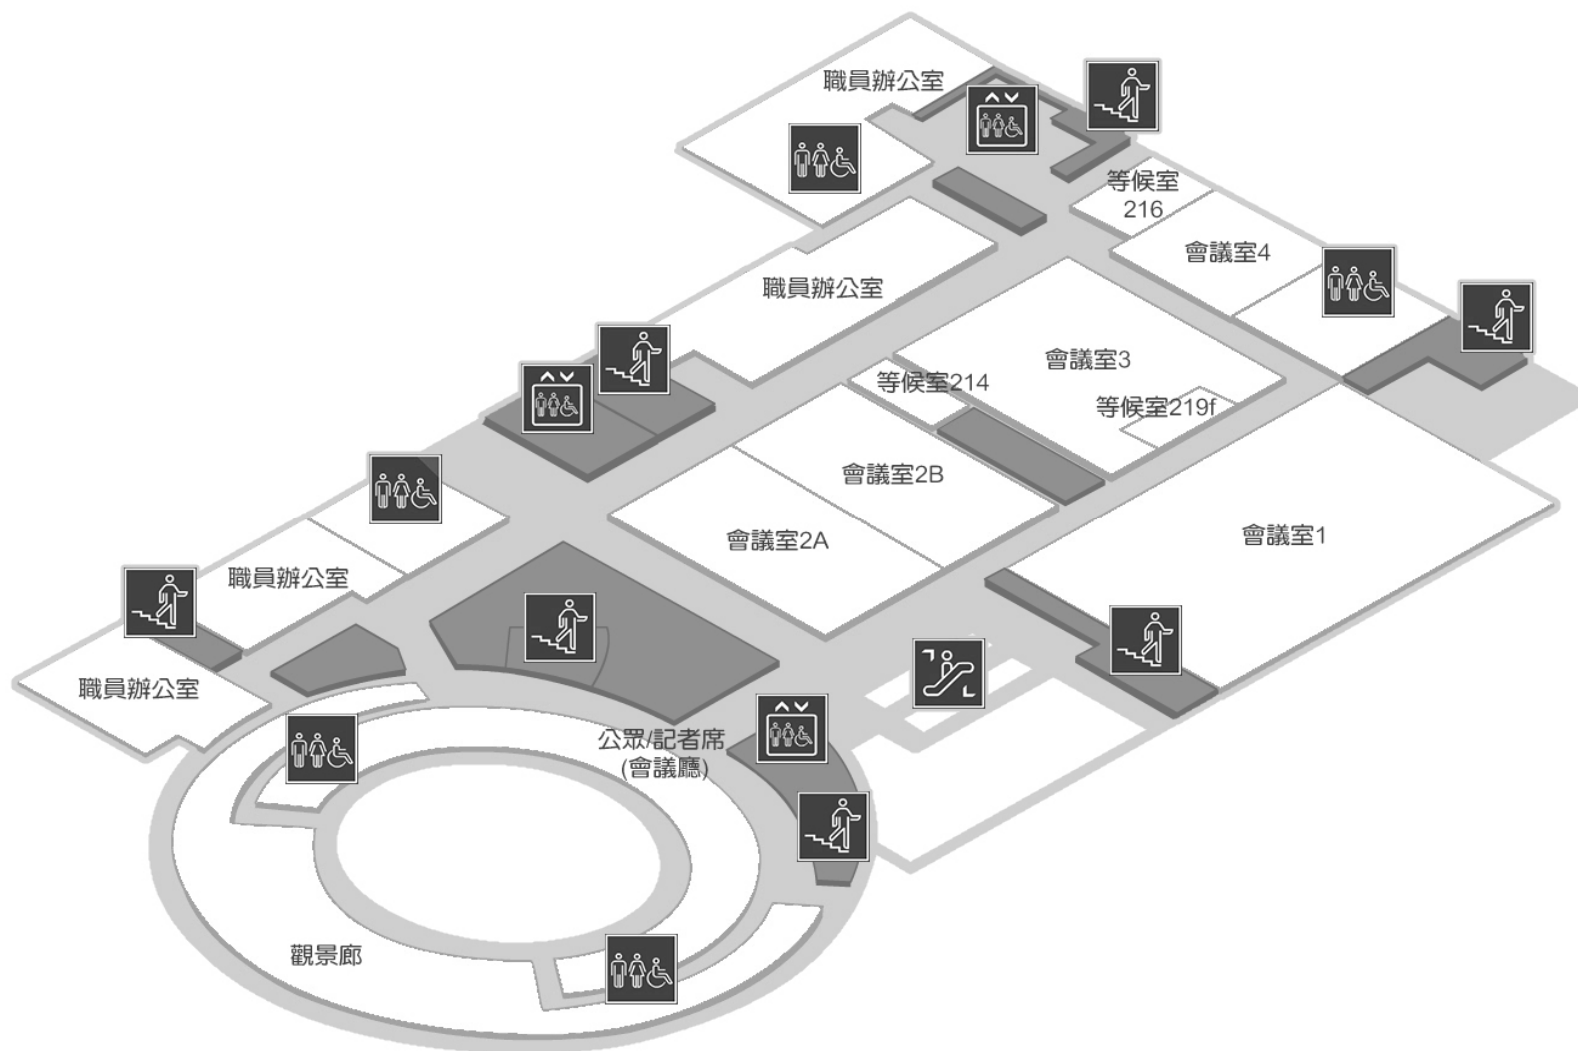 職員辦公室
等候室
216
會議室4
職員辦公室
會議室3
等候室214
等候室219f
會議室2B
會議室1
會議室2A
職員辦公室
職員辦公室
公眾/記者席
(會議廳)
觀景廊